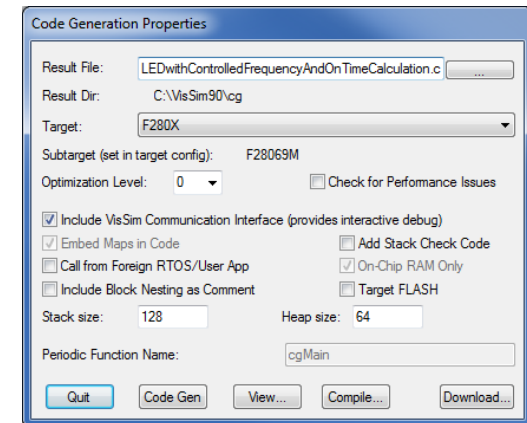 Code Generation Properties
Result File: LEDwithControlledFrequencyAndOnTimeCalculation.c ...
Result Dir: C:\VisSim90\cg
Target: F280X
Subtarget (set in target config): F28069M
Optimization Level: 0 Check for Performance Issues
Include VisSim Communication Interface (provides interactive debug)
Embed Maps in Code Add Stack Check Code
Call from Foreign RTOS/User App On-Chip RAM Only
Include Block Nesting as Comment Target FLASH
Stack size: 128 Heap size: 64
Periodic Function Name: cgMain
Quit Code Gen View... Compile... Download...